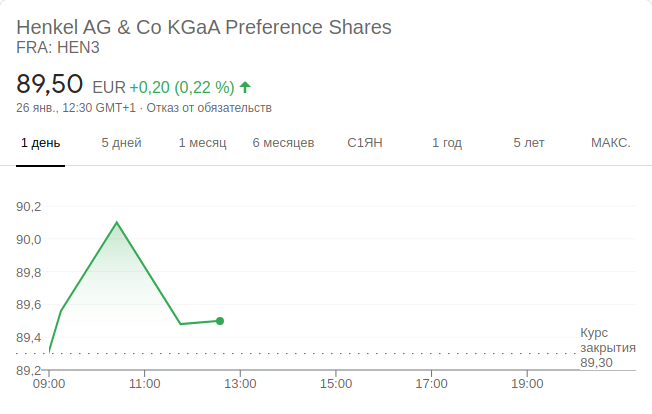 Henkel AG & Co KGaA Preference Shares
FRA: HEN3
89,50 EUR +0,20 (0,22 %)
26 янв., 12:30 GMT+1 · Отказ от обязательств
1 день 5 дней 1 месяц 6 месяцев С1ЯН 1 год 5 лет МАКС.
90,2
90,0
89,8
89,6
89,4
89,2
Курс
закрытия
89,30
09:00 11:00 13:00 15:00 17:00 19:00